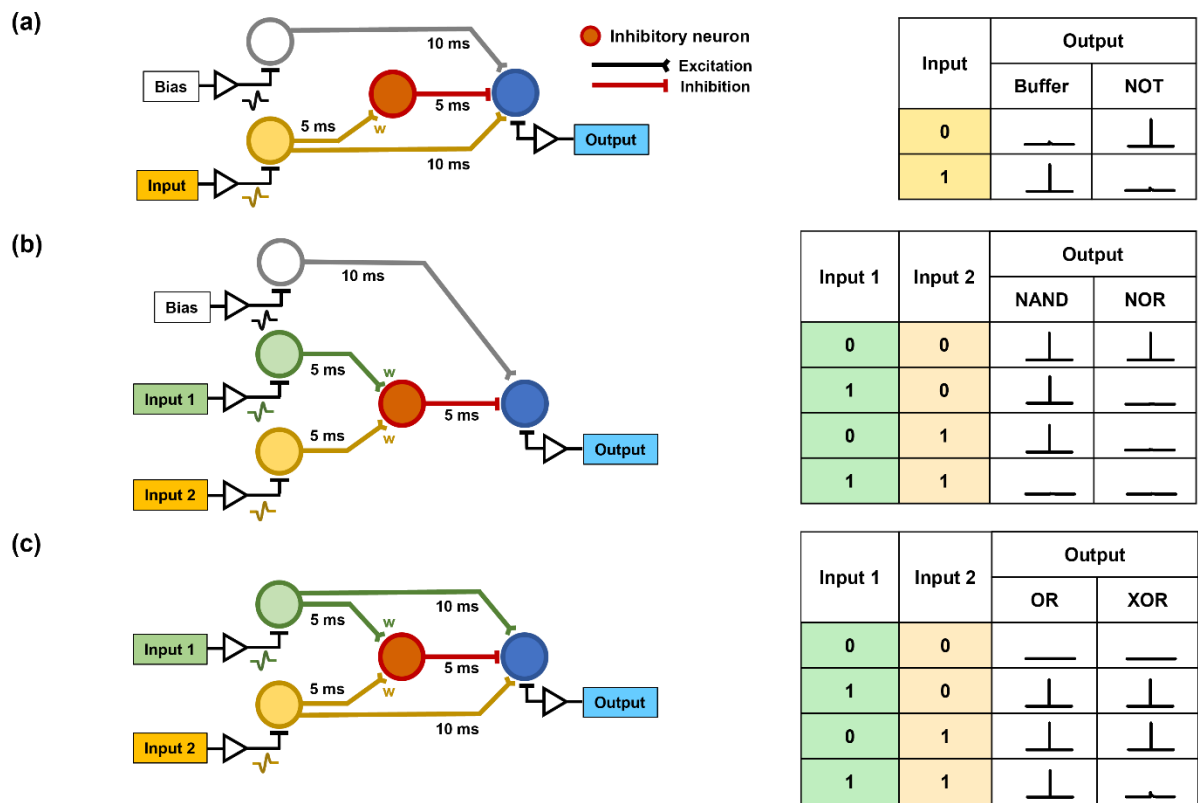 (a)
10 ms
Inhibitory neuron
Excitation
Inhibition
Bias
5 ms
5 ms
w
10 ms
Input
Output
Input
Output
Buffer
NOT
0
1
(b)
10 ms
Bias
5 ms
w
Input 1
5 ms
5 ms
w
Input 2
Output
Input 1
Input 2
Output
NAND
NOR
0
0
1
0
0
1
1
1
(c)
10 ms
5 ms
w
Input 1
5 ms
5 ms
w
10 ms
Input 2
Output
Input 1
Input 2
Output
OR
XOR
0
0
1
0
0
1
1
1